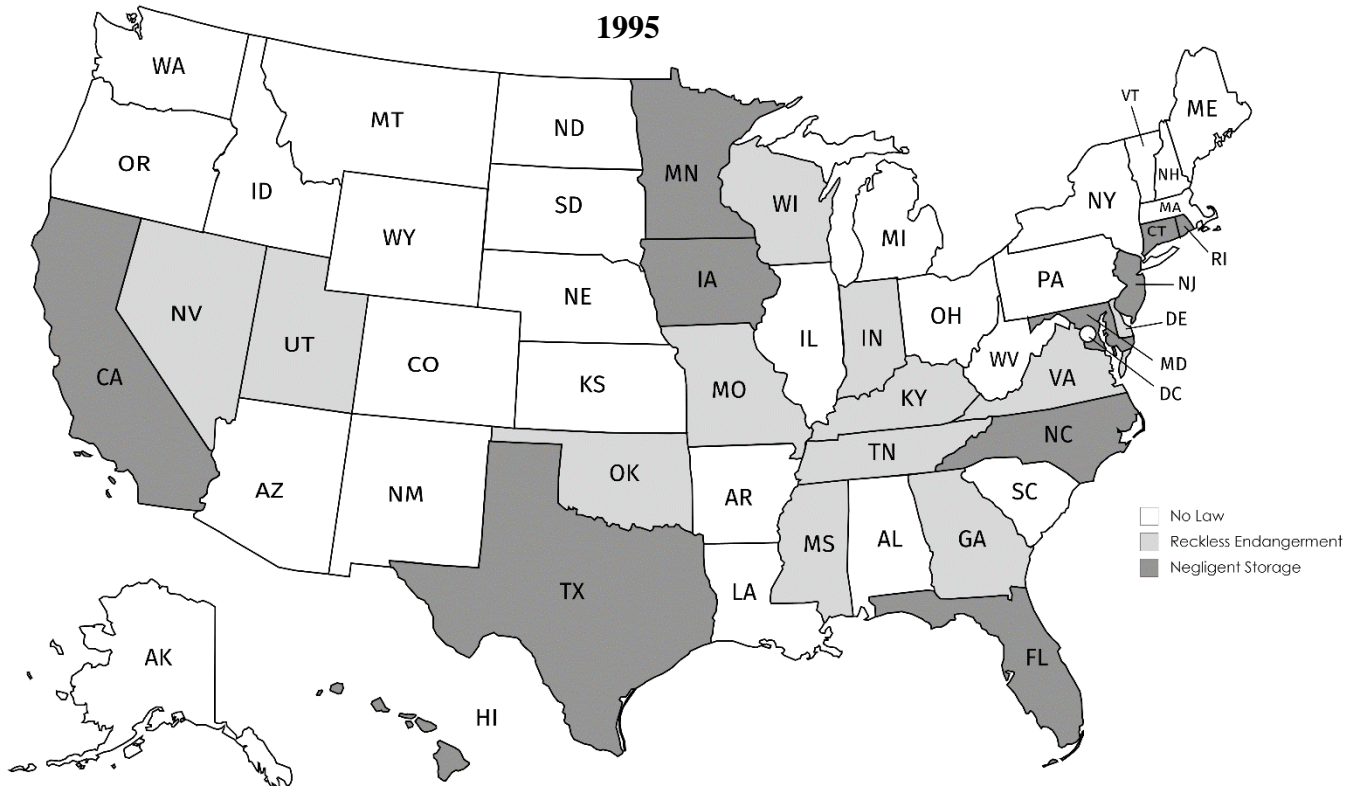 1995
WA
MT
ND
MN
VT
ME
OR
ID
SD
WI
NH
NY
MA
WY
MI
CT
RI
IA
PA
NJ
NE
NV
OH
DE
UT
IL
IN
CO
WV
MD
CA
KS
MO
VA
DC
KY
NC
TN
OK
AZ
NM
AR
SC
No Law
MS
AL
GA
Reckless Endangerment
Negligent Storage
TX
LA
AK
FL
HI